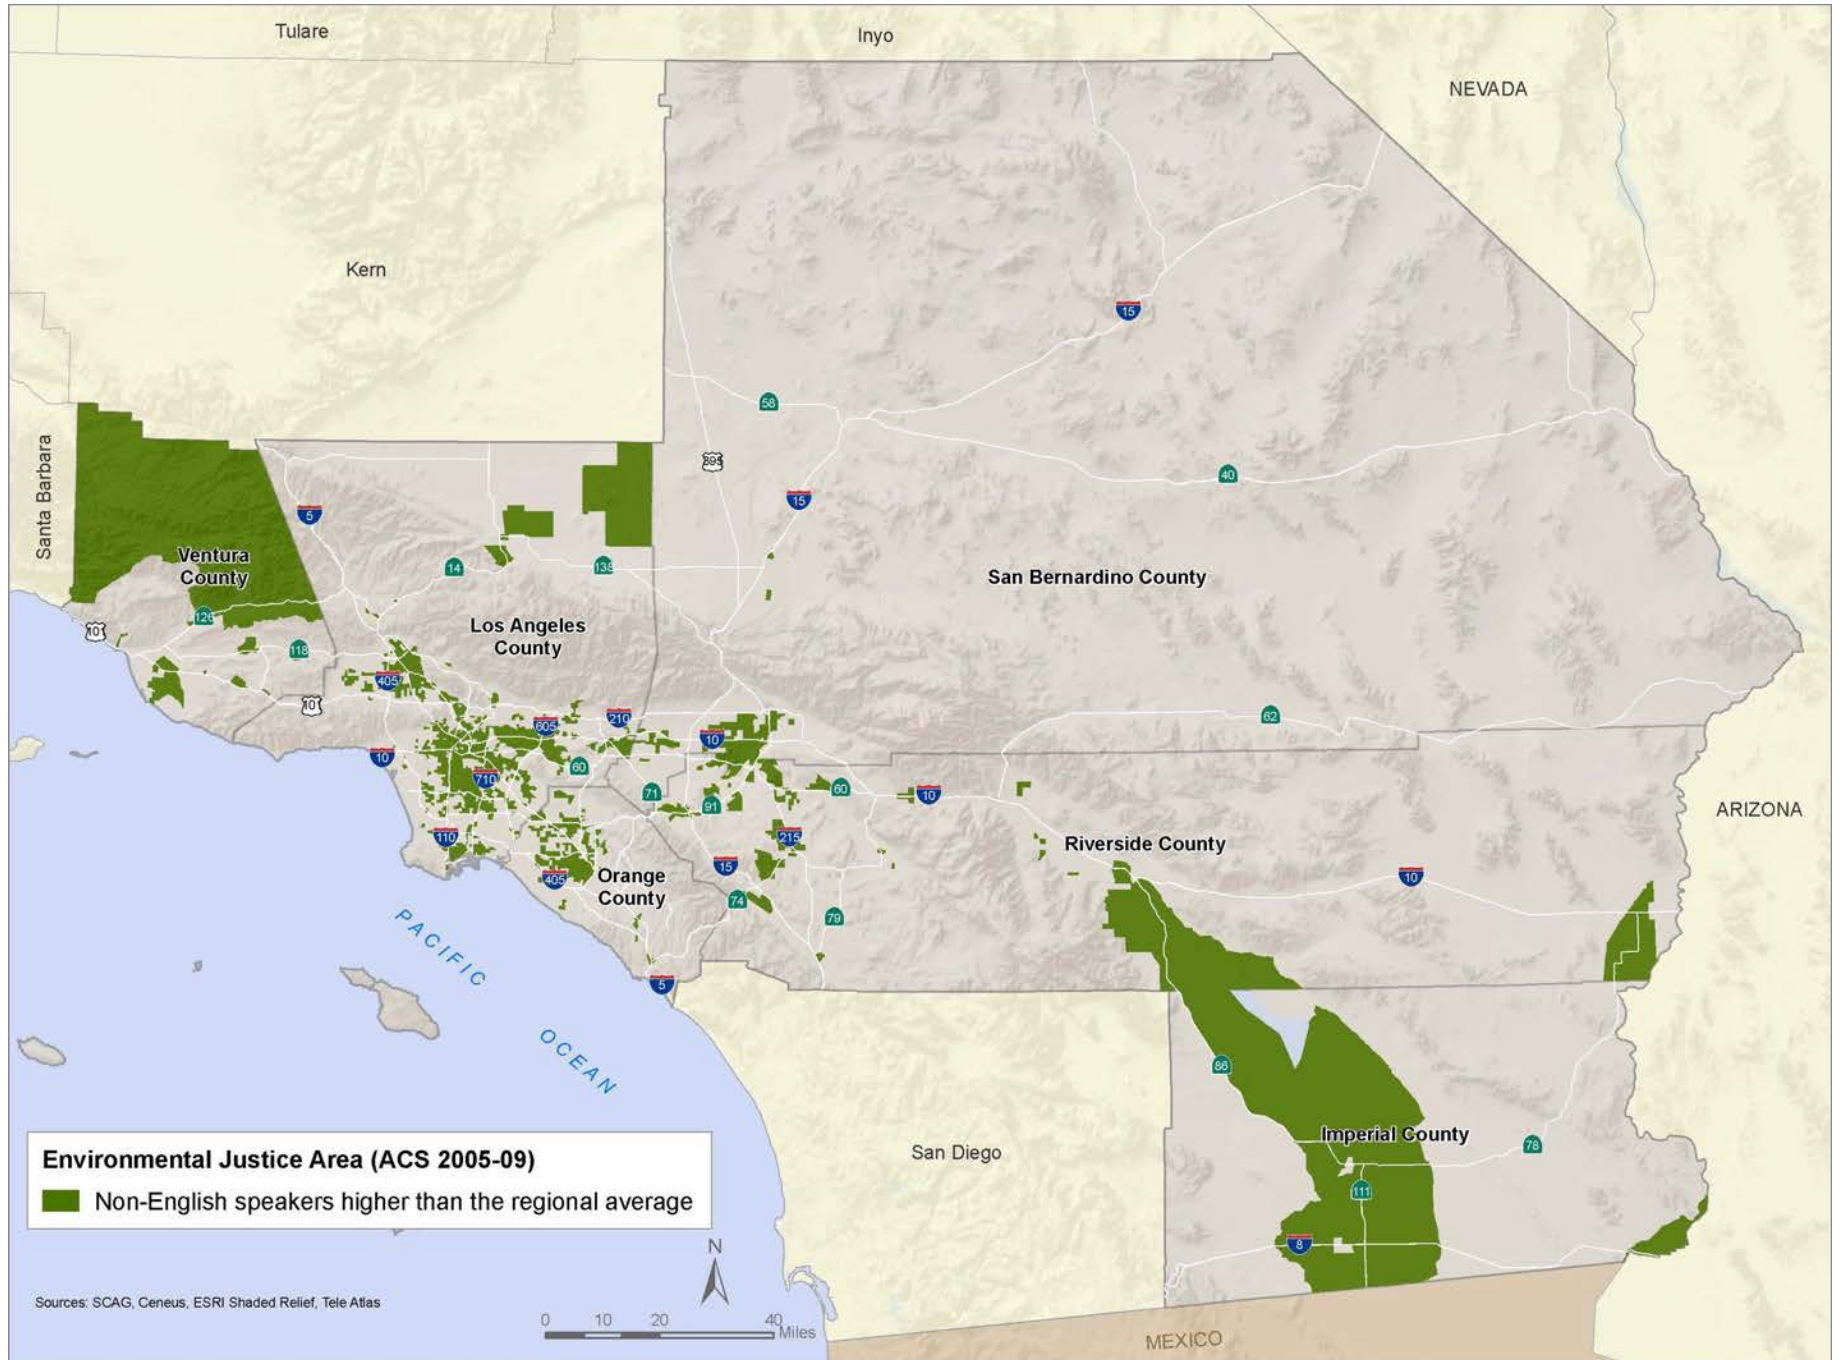 Tulare
Inyo
NEVADA
Kern
15
58
395
40
15
Santa Barbara
5
Ventura
County
14
138
San Bernardino County
126
Los Angeles
County
10
118
405
10
605
210
10
62
10
60
710
71
91
60
10
ARIZONA
110
215
Riverside County
15
405
Orange
County
10
74
79
PACIFIC
OCEAN
5
86
Imperial County
78
San Diego
111
8
Environmental Justice Area (ACS 2005-09)
Non-English speakers higher than the regional average
N
Sources: SCAG, Ceneus, ESRI Shaded Relief, Tele Atlas
0 10 20 40
Miles
MEXICO